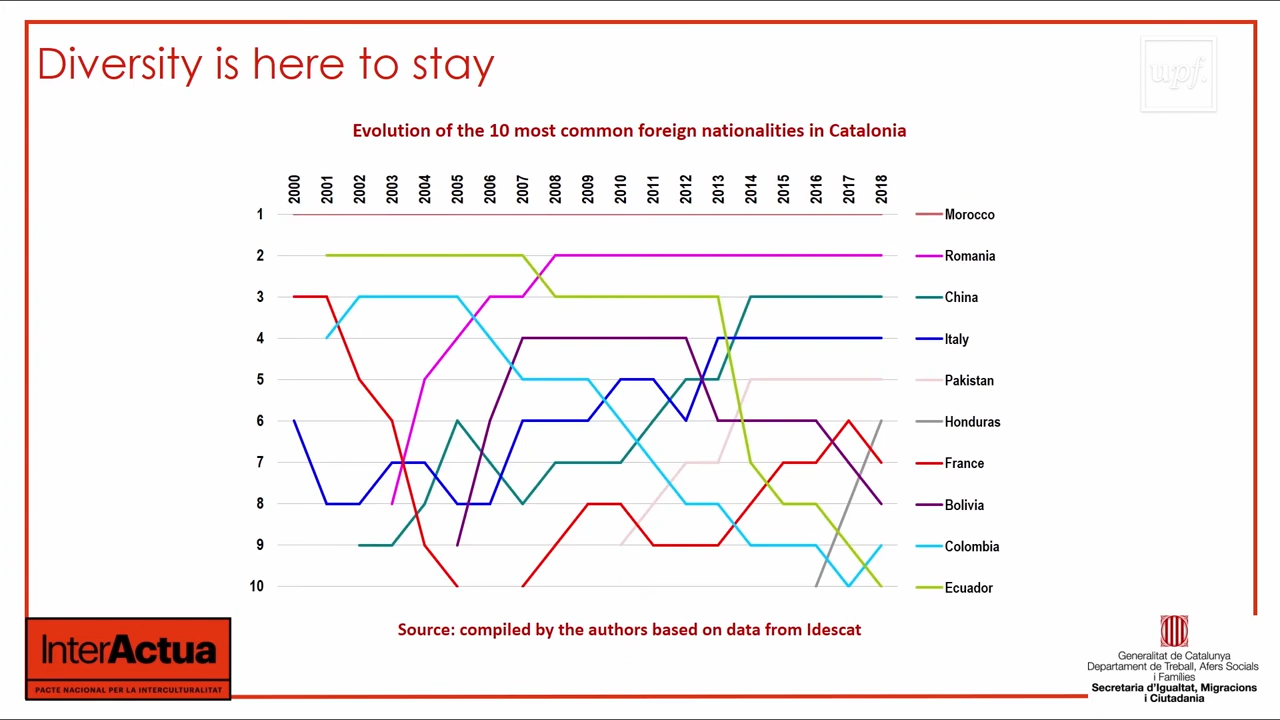 Diversity is here to stay
upf.
Evolution of the 10 most common foreign nationalities in Catalonia
2000 2001 2002 2003 2004 2005 2006 2007 2008 2009 2010 2011 2012 2013 2014 2015 2016 2017 2018
1
2
3
4
5
6
7
8
9
10
Morocco
Romania
China
Italy
Pakistan
Honduras
France
Bolivia
Colombia
Ecuador
Source: compiled by the authors based on data from Idescat
InterActua
PACTE NACIONAL PER LA INTERCULTURALITAT
Generalitat de Catalunya
Departament de Treball, Afers Socials
i Famílies
Secretaria d'Igualtat, Migracions
i Ciutadania